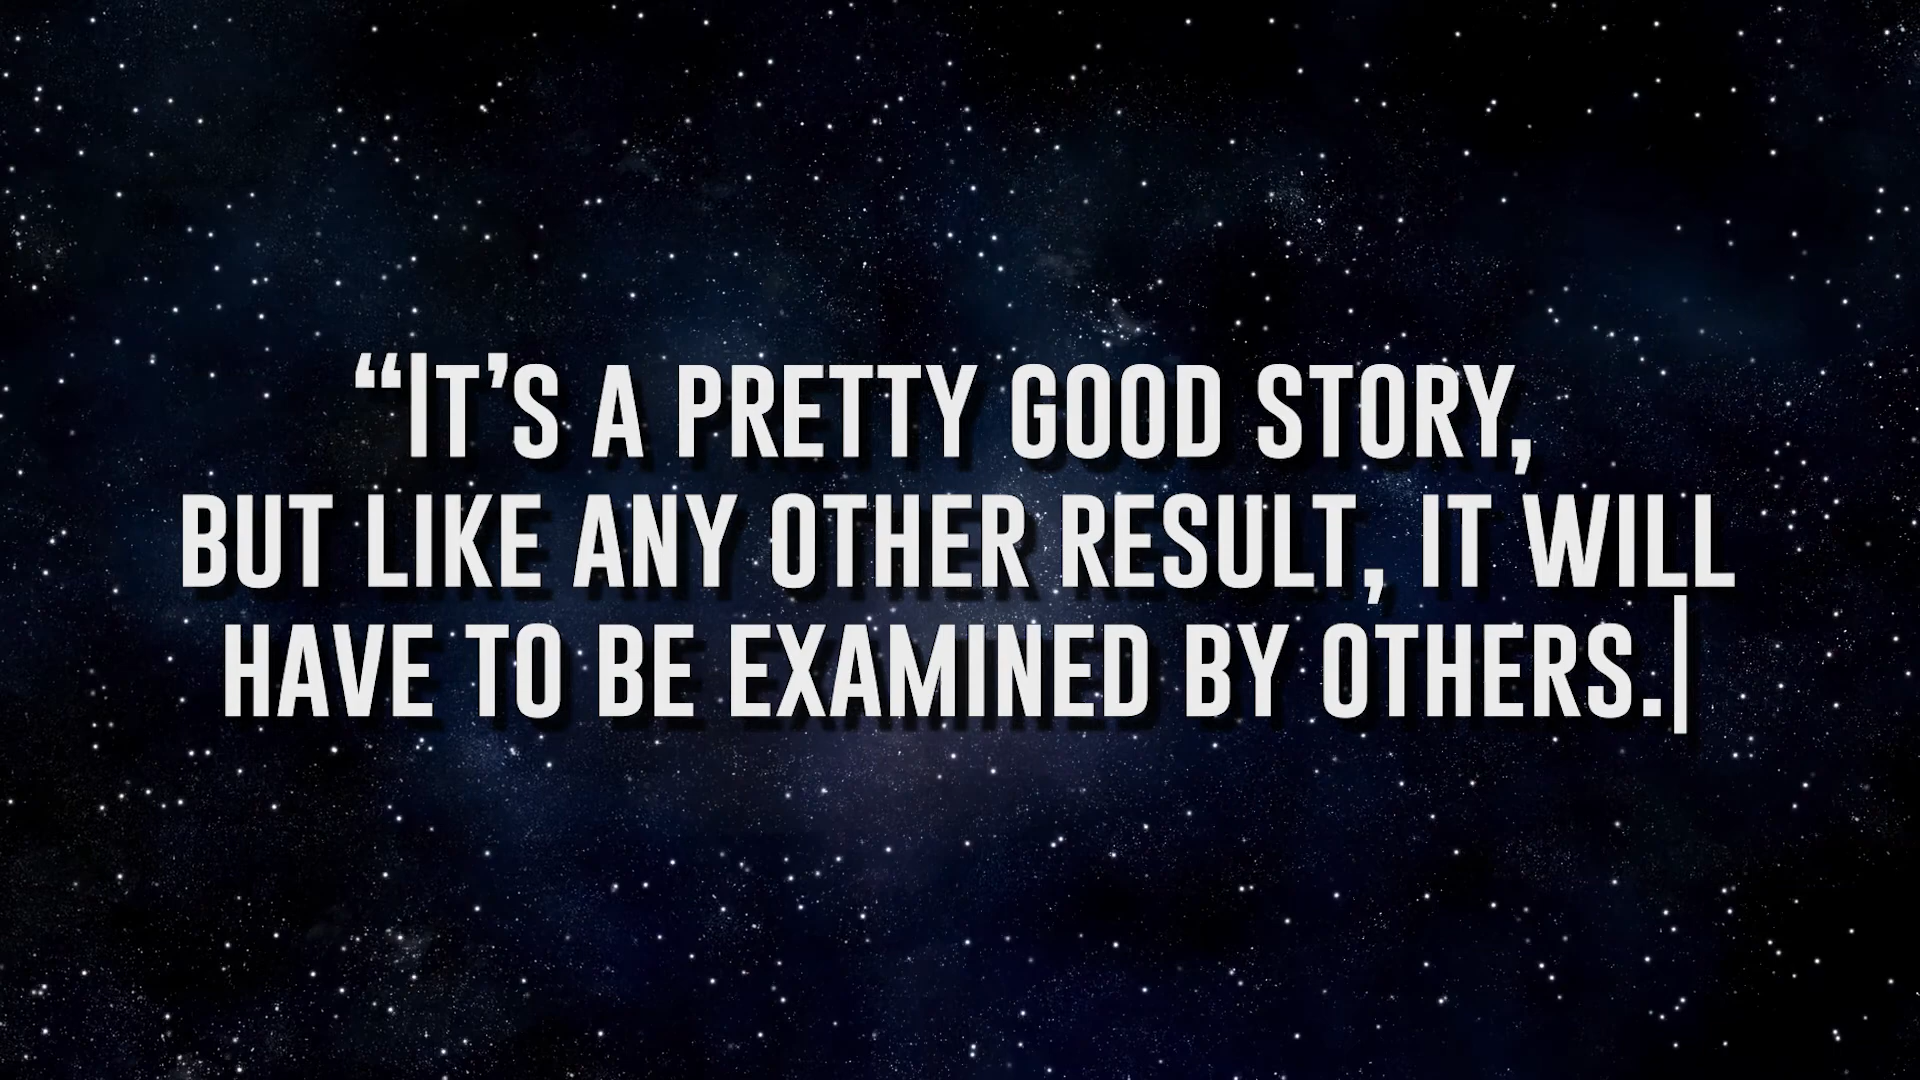 “It’s a pretty good story,
but like any other result, it will
have to be examined by others.